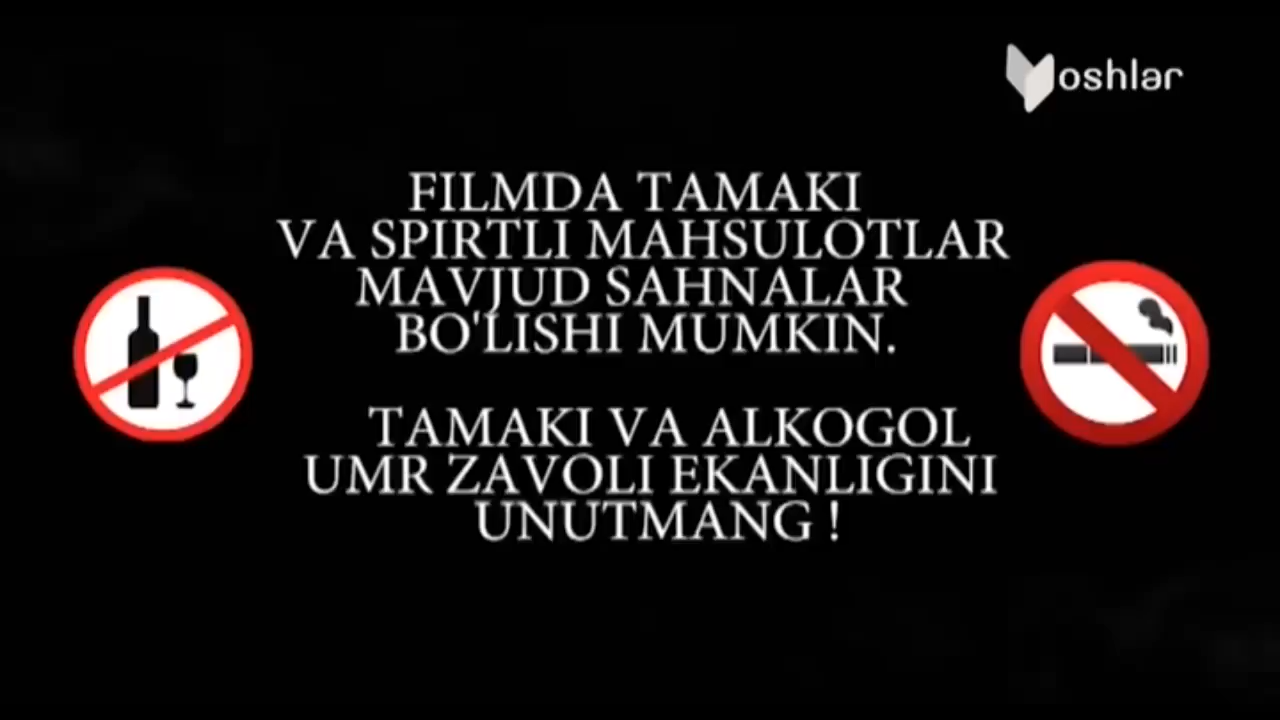 Yoshlar
FILMDA TAMAKI
VA SPIRTLI MAHSULOTLAR
MAVJUD SAHNALAR
BO'LISHI MUMKIN.
TAMAKI VA ALKOGOL
UMR ZAVOLI EKANLIGINI
UNUTMANG !